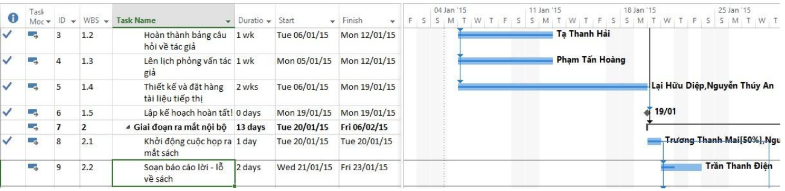 Task Mod ID WBS Task Name Duratio Start Finish
04 Jan '15 11 Jan '15 18 Jan '15 25 Jan '15
F S S M T W T F S S M T W T F S S M T W T F S S M T W T
3 1.2 Hoàn thành bảng câu hỏi về tác giả 1 wk Tue 06/01/15 Mon 12/01/15 Tạ Thanh Hải
4 1.3 Lên lịch phỏng vấn tác giả 1 wk Mon 05/01/15 Mon 12/01/15 Phạm Tấn Hoàng
5 1.4 Thiết kế và đặt hàng tài liệu tiếp thị 2 wks Tue 06/01/15 Mon 19/01/15 Lại Hữu Diệp,Nguyễn Thúy An
6 1.5 Lập kế hoạch hoàn tất! 0 days Mon 19/01/15 Mon 19/01/15 19/01
7 2 Giai đoạn ra mắt nội bộ 13 days Tue 20/01/15 Fri 06/02/15
8 2.1 Khởi động cuộc họp ra mắt sách 1 day Tue 20/01/15 Tue 20/01/15 Trương Thanh Mai[50%],Ngu
9 2.2 Soạn báo cáo lời - lỗ về sách 2 days Wed 21/01/15 Fri 23/01/15 Trần Thanh Điện